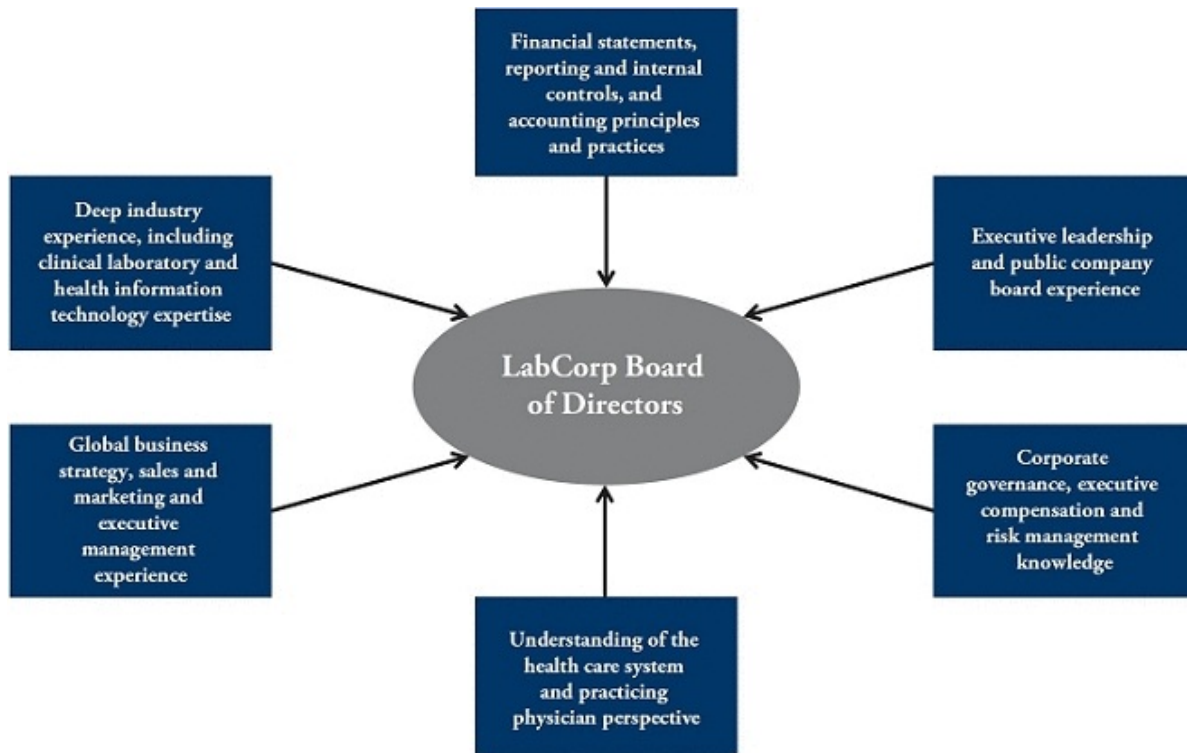 Financial statements,
reporting and internal
controls, and
accounting principles
and practices
Deep industry
experience, including
clinical laboratory and
health information
technology expertise
Executive leadership
and public company
board experience
LabCorp Board
of Directors
Global business
strategy, sales and
marketing and
executive
management
experience
Corporate
governance, executive
compensation and
risk management
knowledge
Understanding of the
health care system
and practicing
physician perspective